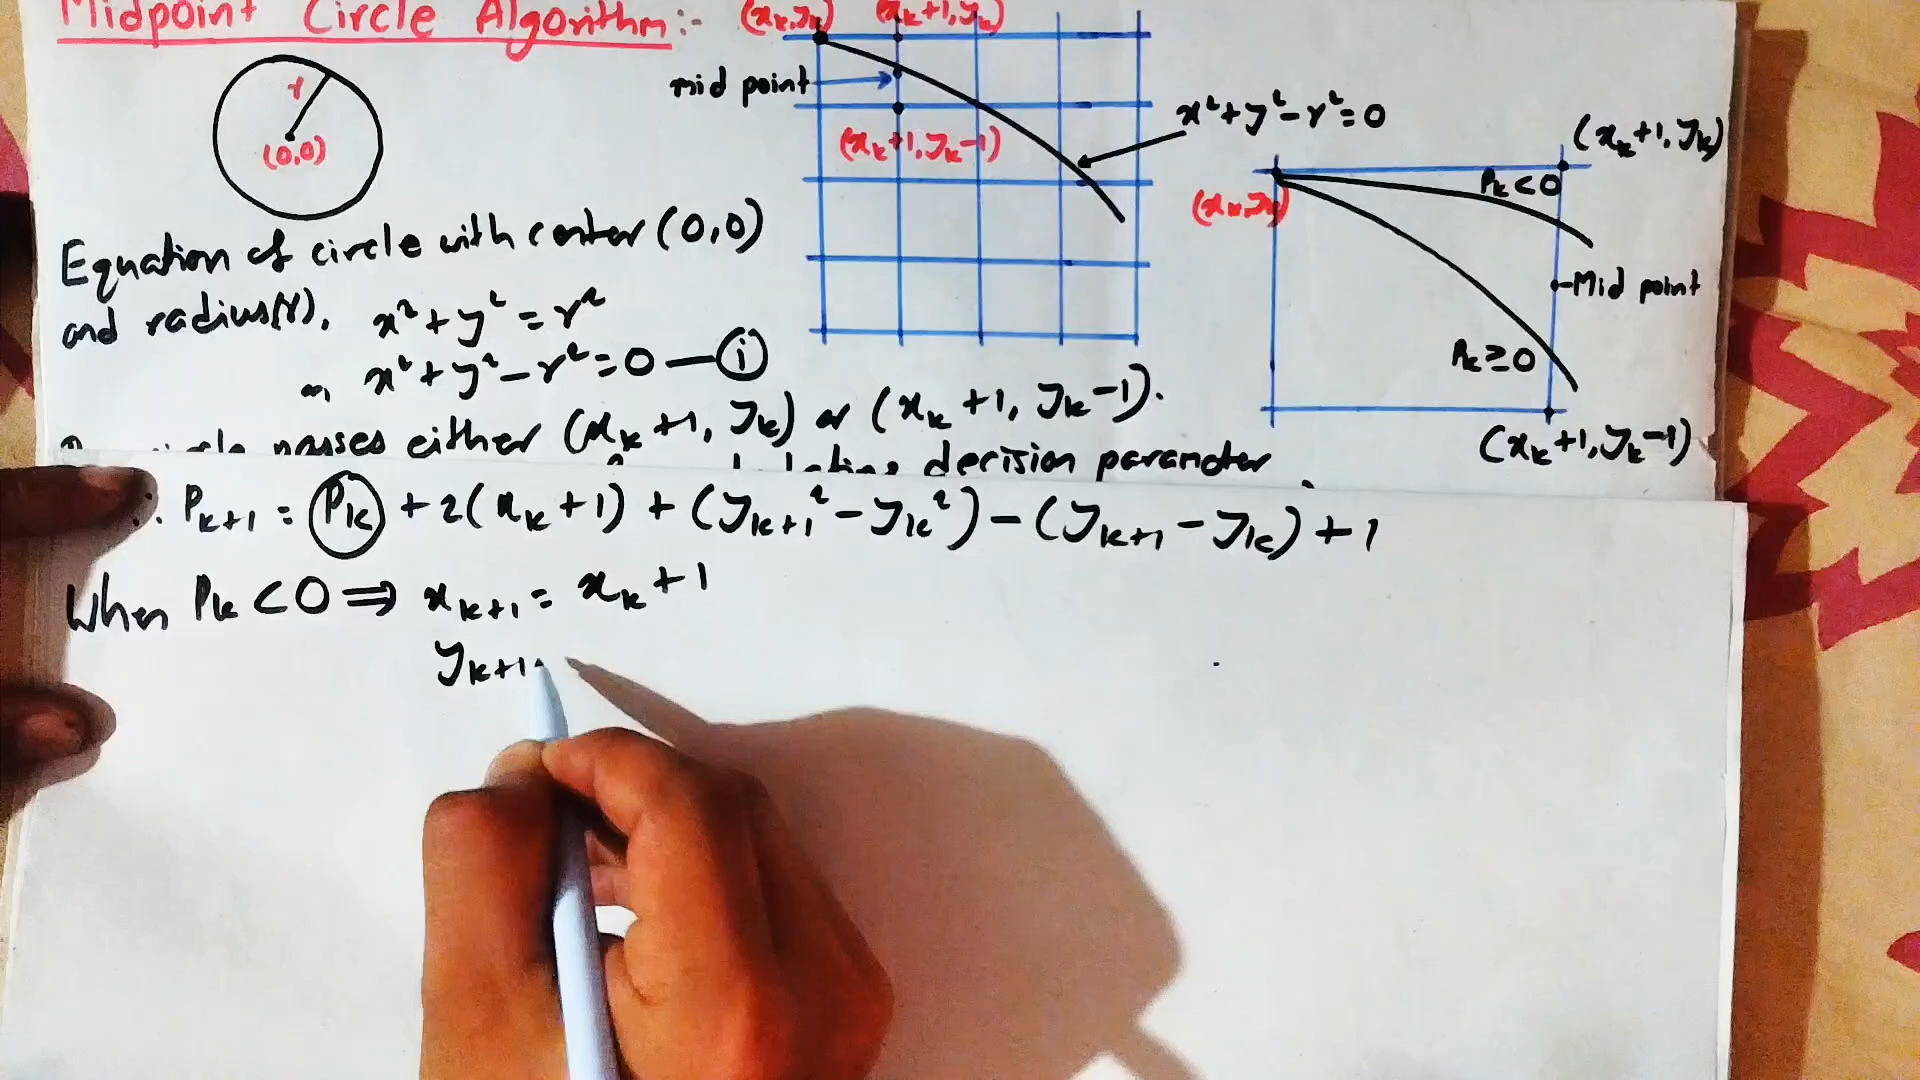 Midpoint Circle Algorithm:-
(xₖ,yₖ) (xₖ+1,yₖ)
mid point
(xₖ+1,yₖ-1)
x²+y²-r²=0
r
(0,0)
(xₖ+1,yₖ)
Pₖ<0
(xₖ,yₖ)
Mid point
Pₖ≥0
(xₖ+1,yₖ-1)
Equation of circle with center (0,0)
and radius(r), x²+y²=r²
x²+y²-r²=0 — (i)
passes either (xₖ+1, yₖ) or (xₖ+1, yₖ-1).
decision parameter
∴ Pₖ₊₁ = Pₖ + 2(xₖ+1) + (yₖ₊₁² - yₖ²) - (yₖ₊₁ - yₖ) + 1
When Pₖ<0 ⇒ xₖ₊₁ = xₖ+1
yₖ₊₁